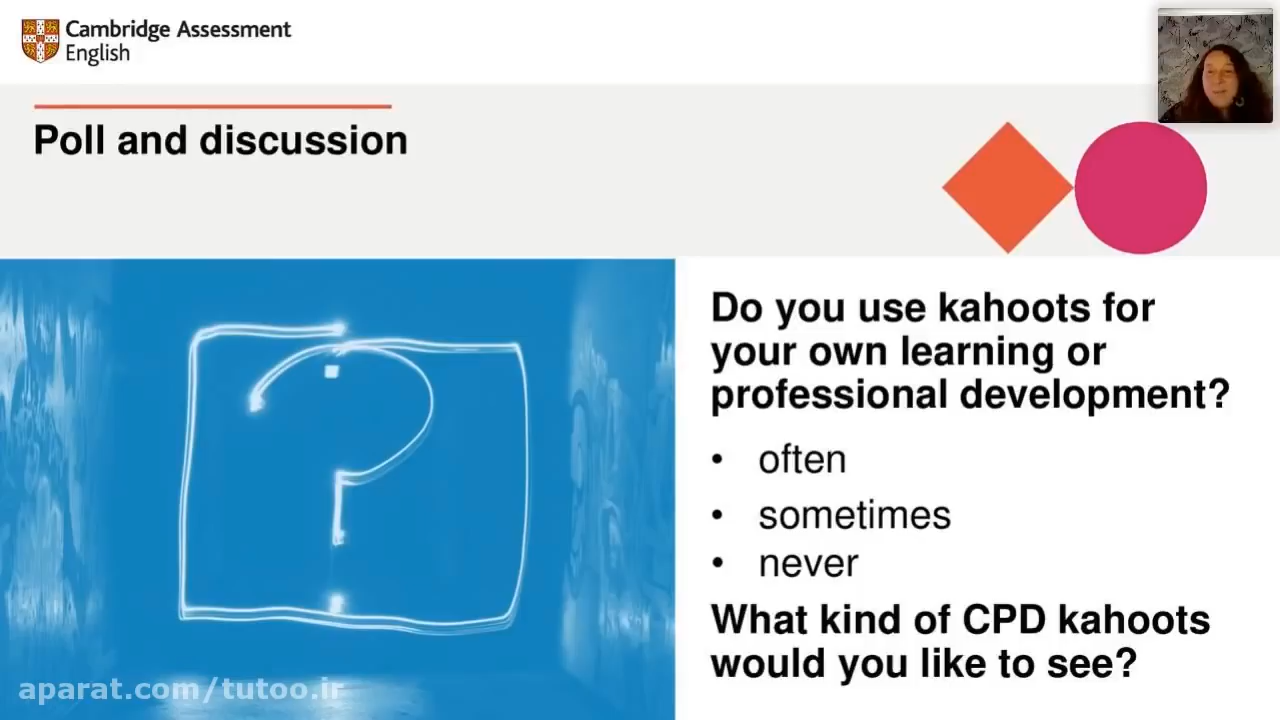 Cambridge Assessment
English
Poll and discussion
Do you use kahoots for
your own learning or
professional development?
• often
• sometimes
• never
What kind of CPD kahoots
would you like to see?
aparat.com/tutoo.ir